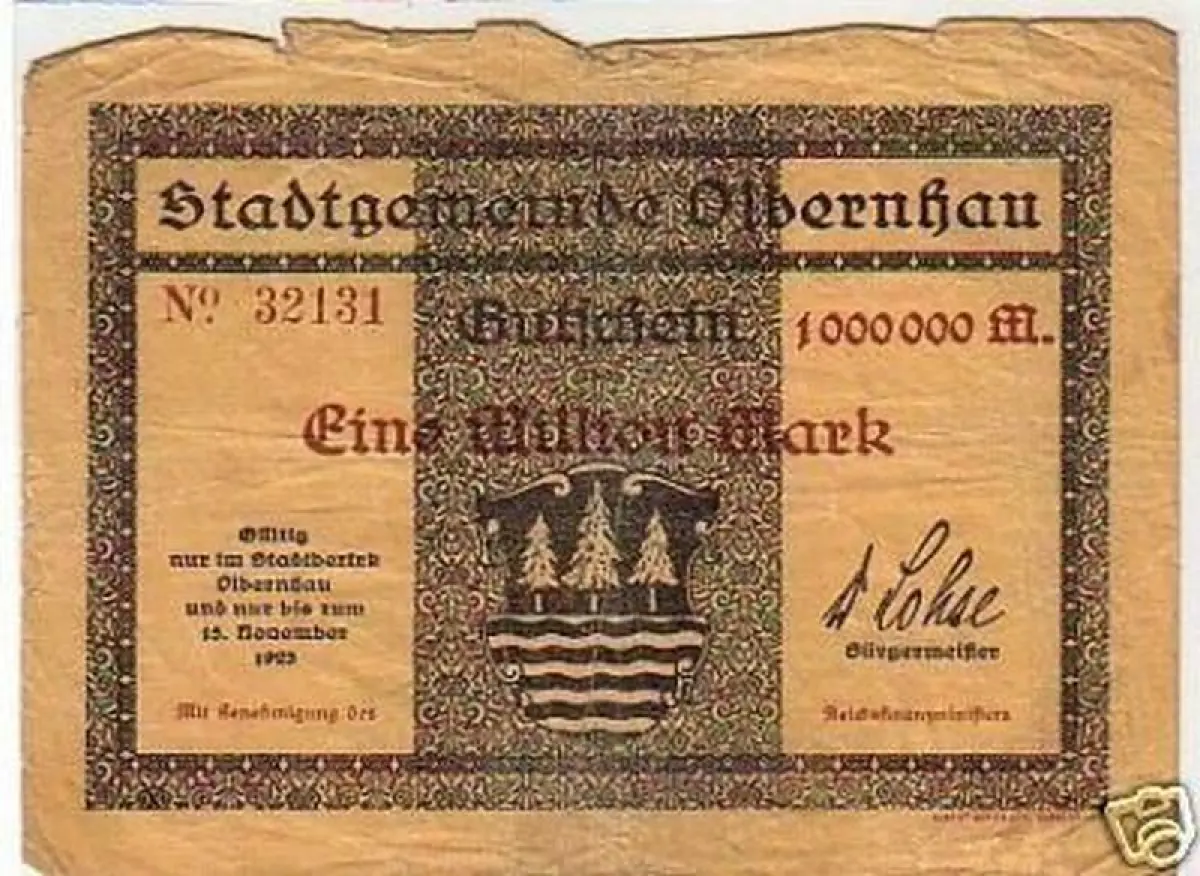 Stadtgemeinde Olbernhau
No. 32131
Gutschein
1000000 M.
Eine Million Mark
Gültig
nur im Stadtbezirk
Olbernhau
und nur bis zum
15. November
1923
D Lohse
Bürgermeister
Mit Genehmigung des
Reichsfinanzministers